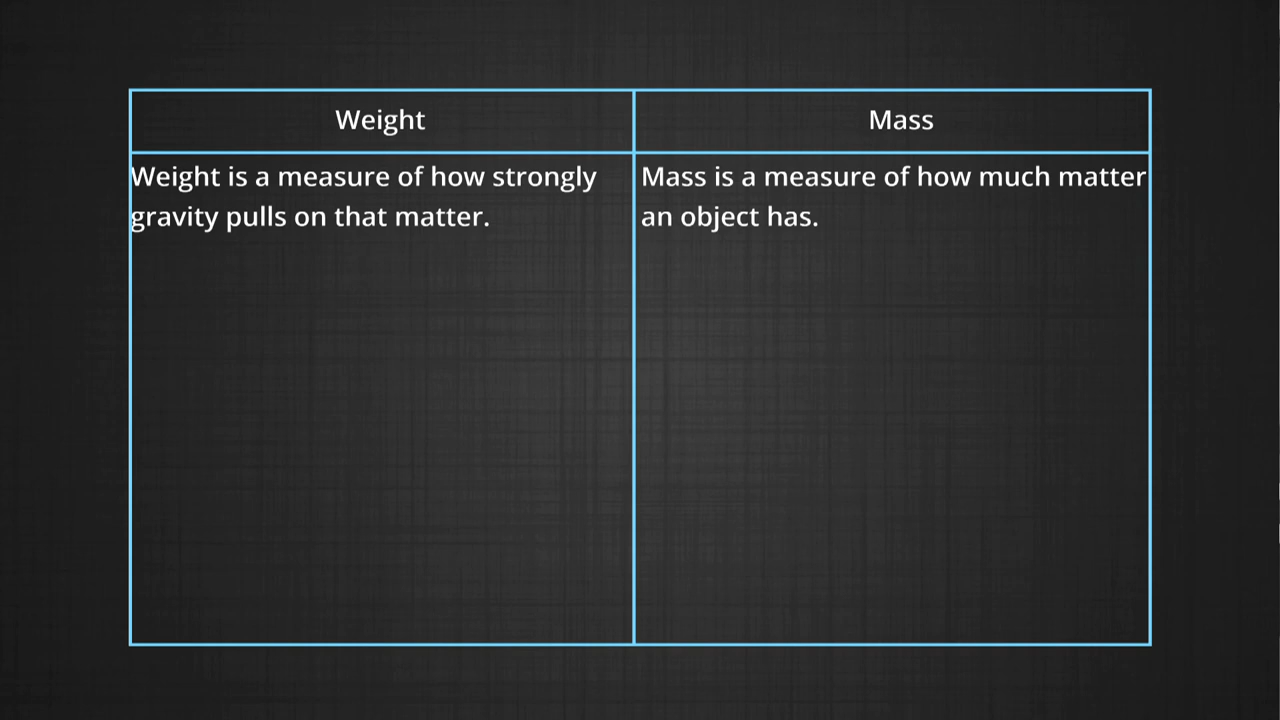 Weight
Mass
Weight is a measure of how strongly
gravity pulls on that matter.
Mass is a measure of how much matter
an object has.